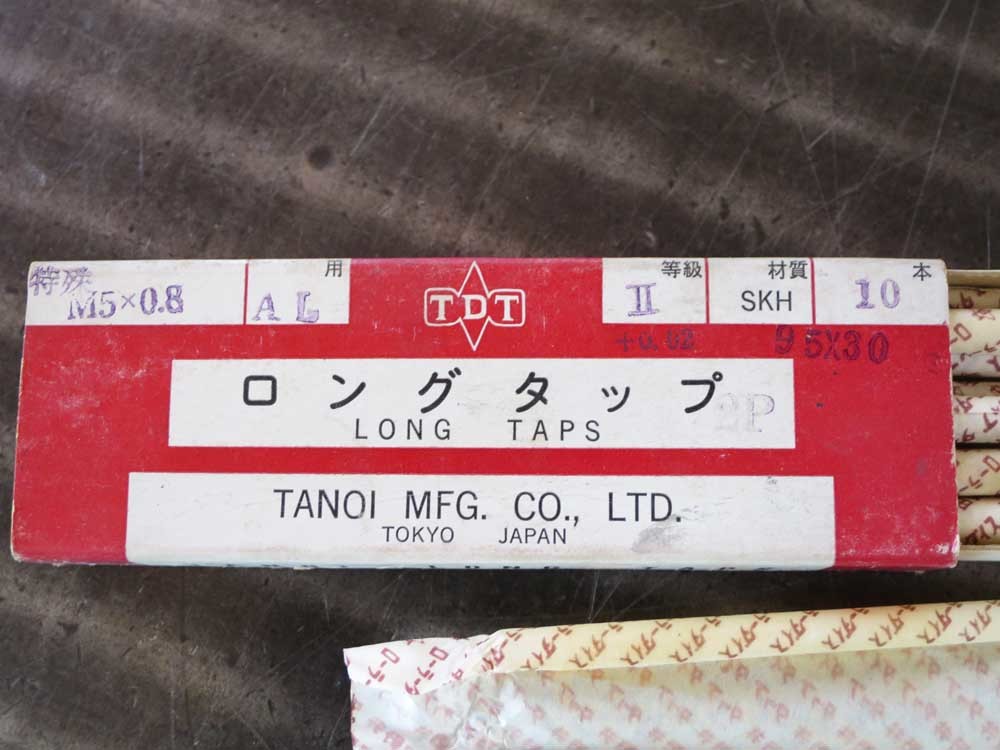 特殊 用 等級 材質 本
M5×0.8 AL TDT II SKH 10
+0.02 95X30
ロングタップ
2P
LONG TAPS
TANOI MFG. CO., LTD.
TOKYO JAPAN